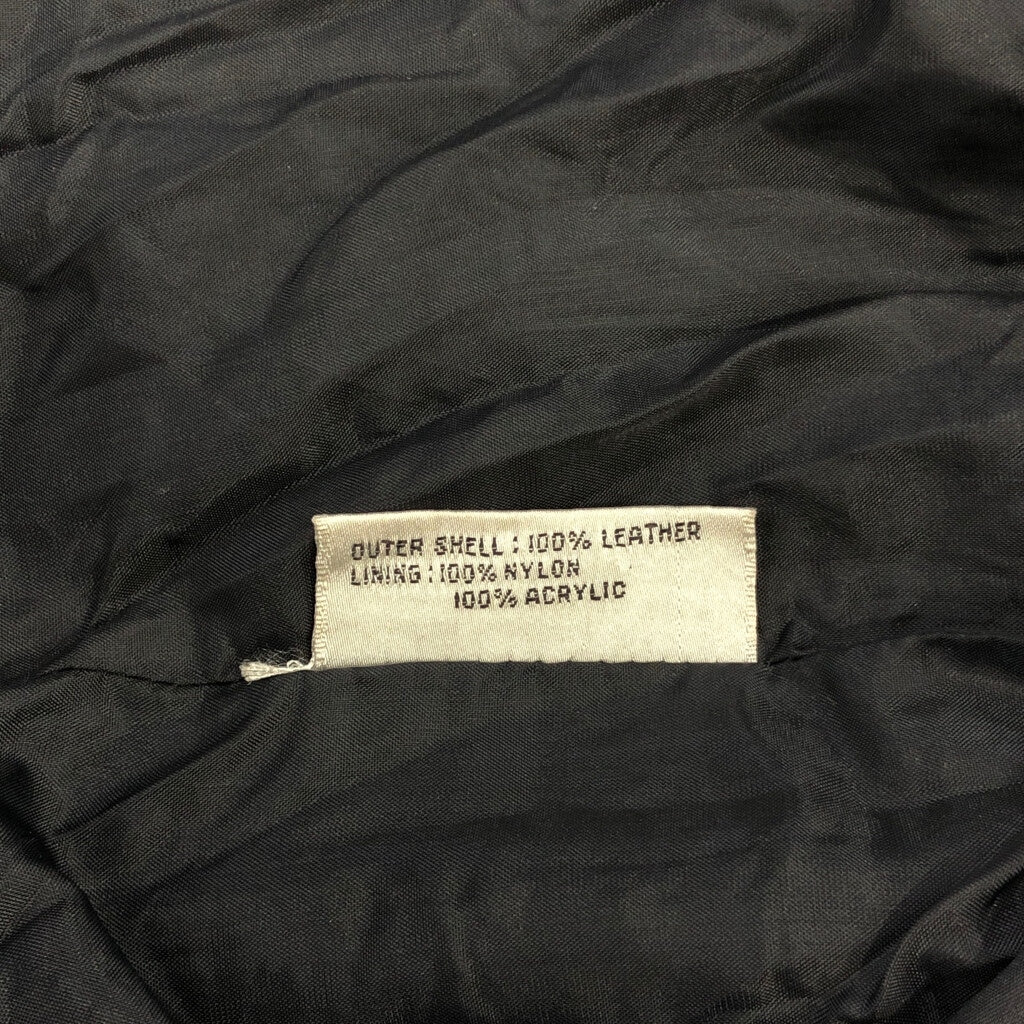 OUTER SHELL : 100% LEATHER
LINING : 100% NYLON
100% ACRYLIC